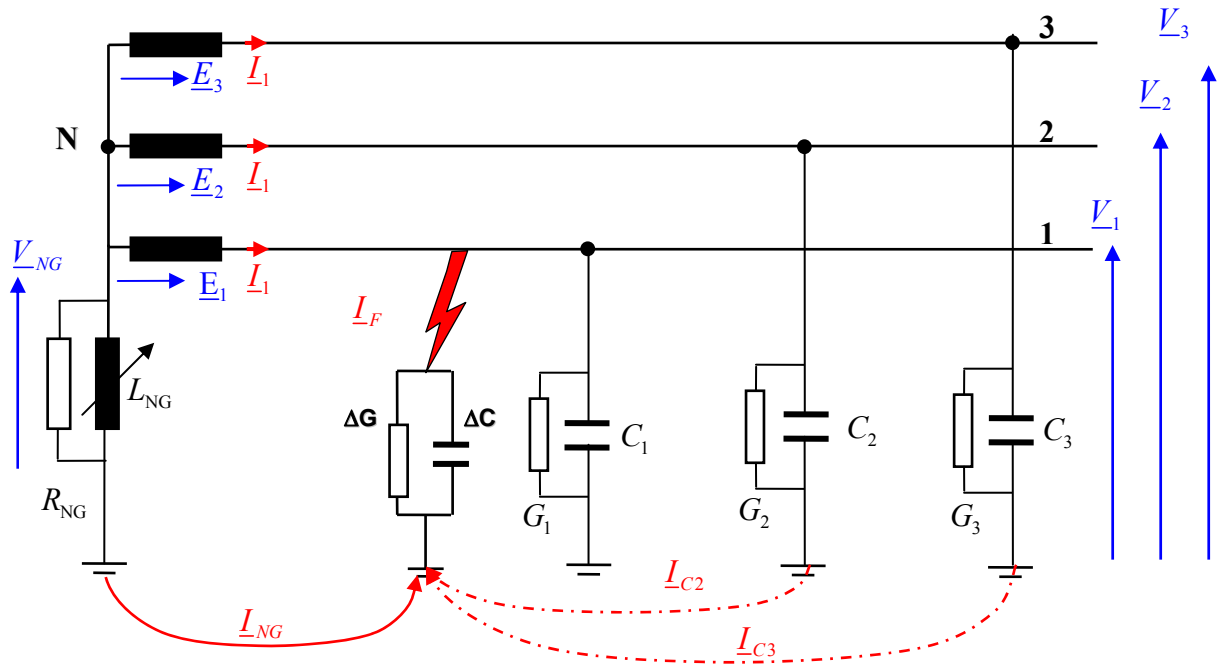 3
V3
E3
I1
V2
N
2
E2
I1
V1
1
VNG
E1
I1
IF
LNG
ΔG
ΔC
C1
C2
C3
RNG
G1
G2
G3
IC2
ING
IC3